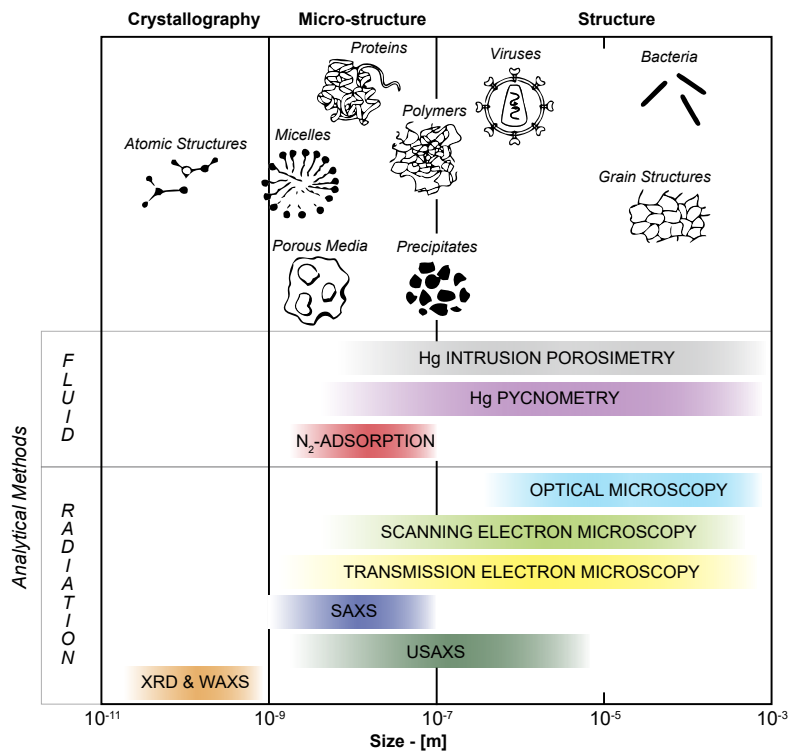 Crystallography Micro-structure Structure
Proteins
Viruses
Bacteria
Polymers
Atomic Structures
Micelles
Grain Structures
Porous Media
Precipitates
Analytical Methods
FLUID
Hg INTRUSION POROSIMETRY
Hg PYCNOMETRY
N₂-ADSORPTION
RADIATION
OPTICAL MICROSCOPY
SCANNING ELECTRON MICROSCOPY
TRANSMISSION ELECTRON MICROSCOPY
SAXS
USAXS
XRD & WAXS
10⁻¹¹ 10⁻⁹ 10⁻⁷ 10⁻⁵ 10⁻³
Size - [m]